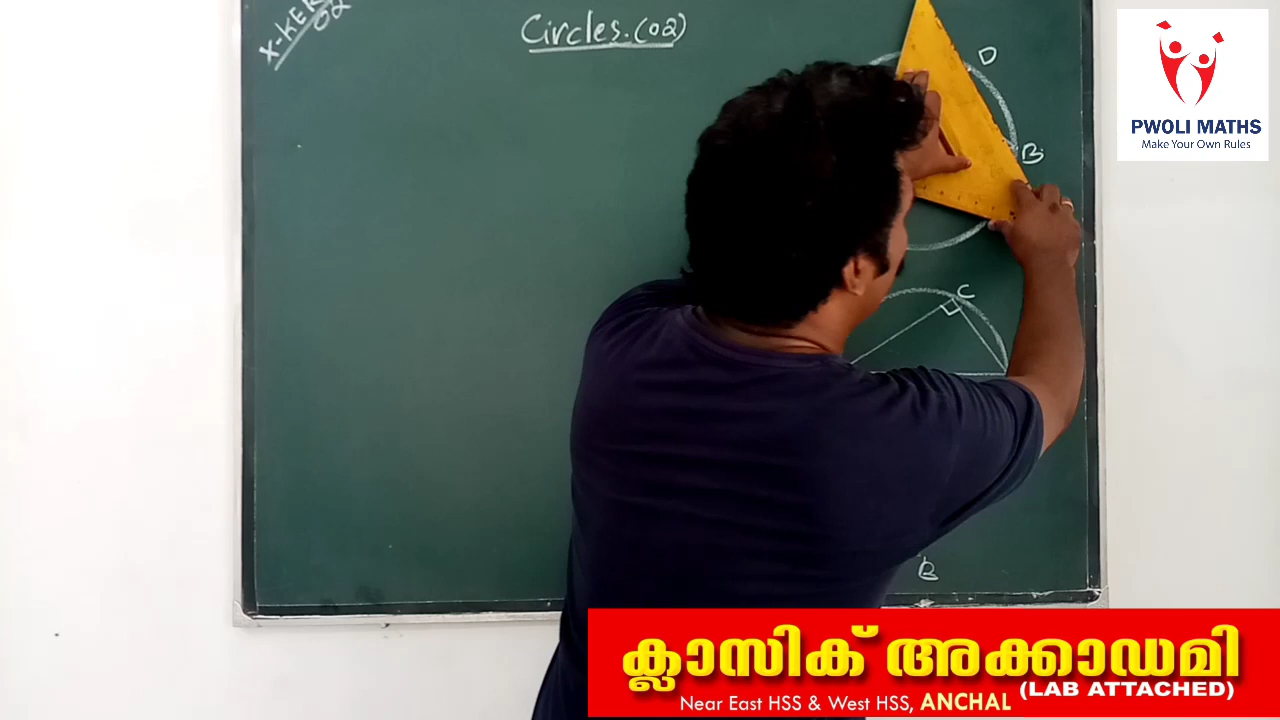 Circles.(02)
D
B
C
B
PWOLI MATHS
Make Your Own Rules
ക്ലാസിക് അക്കാഡമി
(LAB ATTACHED)
Near East HSS & West HSS, ANCHAL